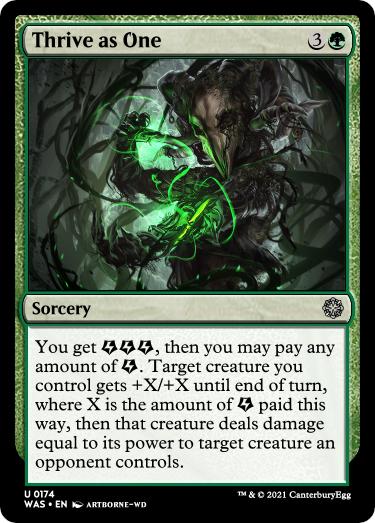 Thrive as One 3
Sorcery
You get, then you may pay any
amount of. Target creature you
control gets +X/+X until end of turn,
where X is the amount of paid this
way, then that creature deals damage
equal to its power to target creature an
opponent controls.
U 0174
WAS • EN ARTBORNE-WD
™ & © 2021 CanterburyEgg